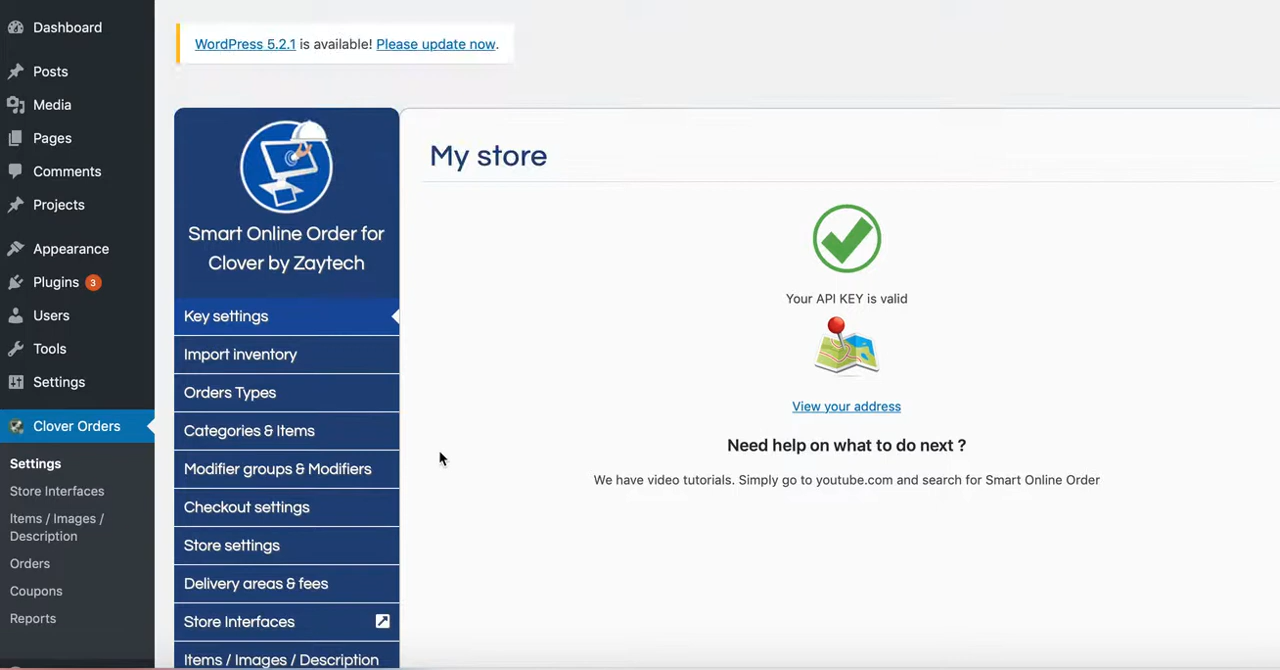 Dashboard
Posts
Media
Pages
Comments
Projects
Appearance
Plugins 3
Users
Tools
Settings
Clover Orders
Settings
Store Interfaces
Items / Images /
Description
Orders
Coupons
Reports
WordPress 5.2.1 is available! Please update now.
Smart Online Order for
Clover by Zaytech
Key settings
Import inventory
Orders Types
Categories & Items
Modifier groups & Modifiers
Checkout settings
Store settings
Delivery areas & fees
Store Interfaces
Items / Images / Description
My store
Your API KEY is valid
View your address
Need help on what to do next ?
We have video tutorials. Simply go to youtube.com and search for Smart Online Order